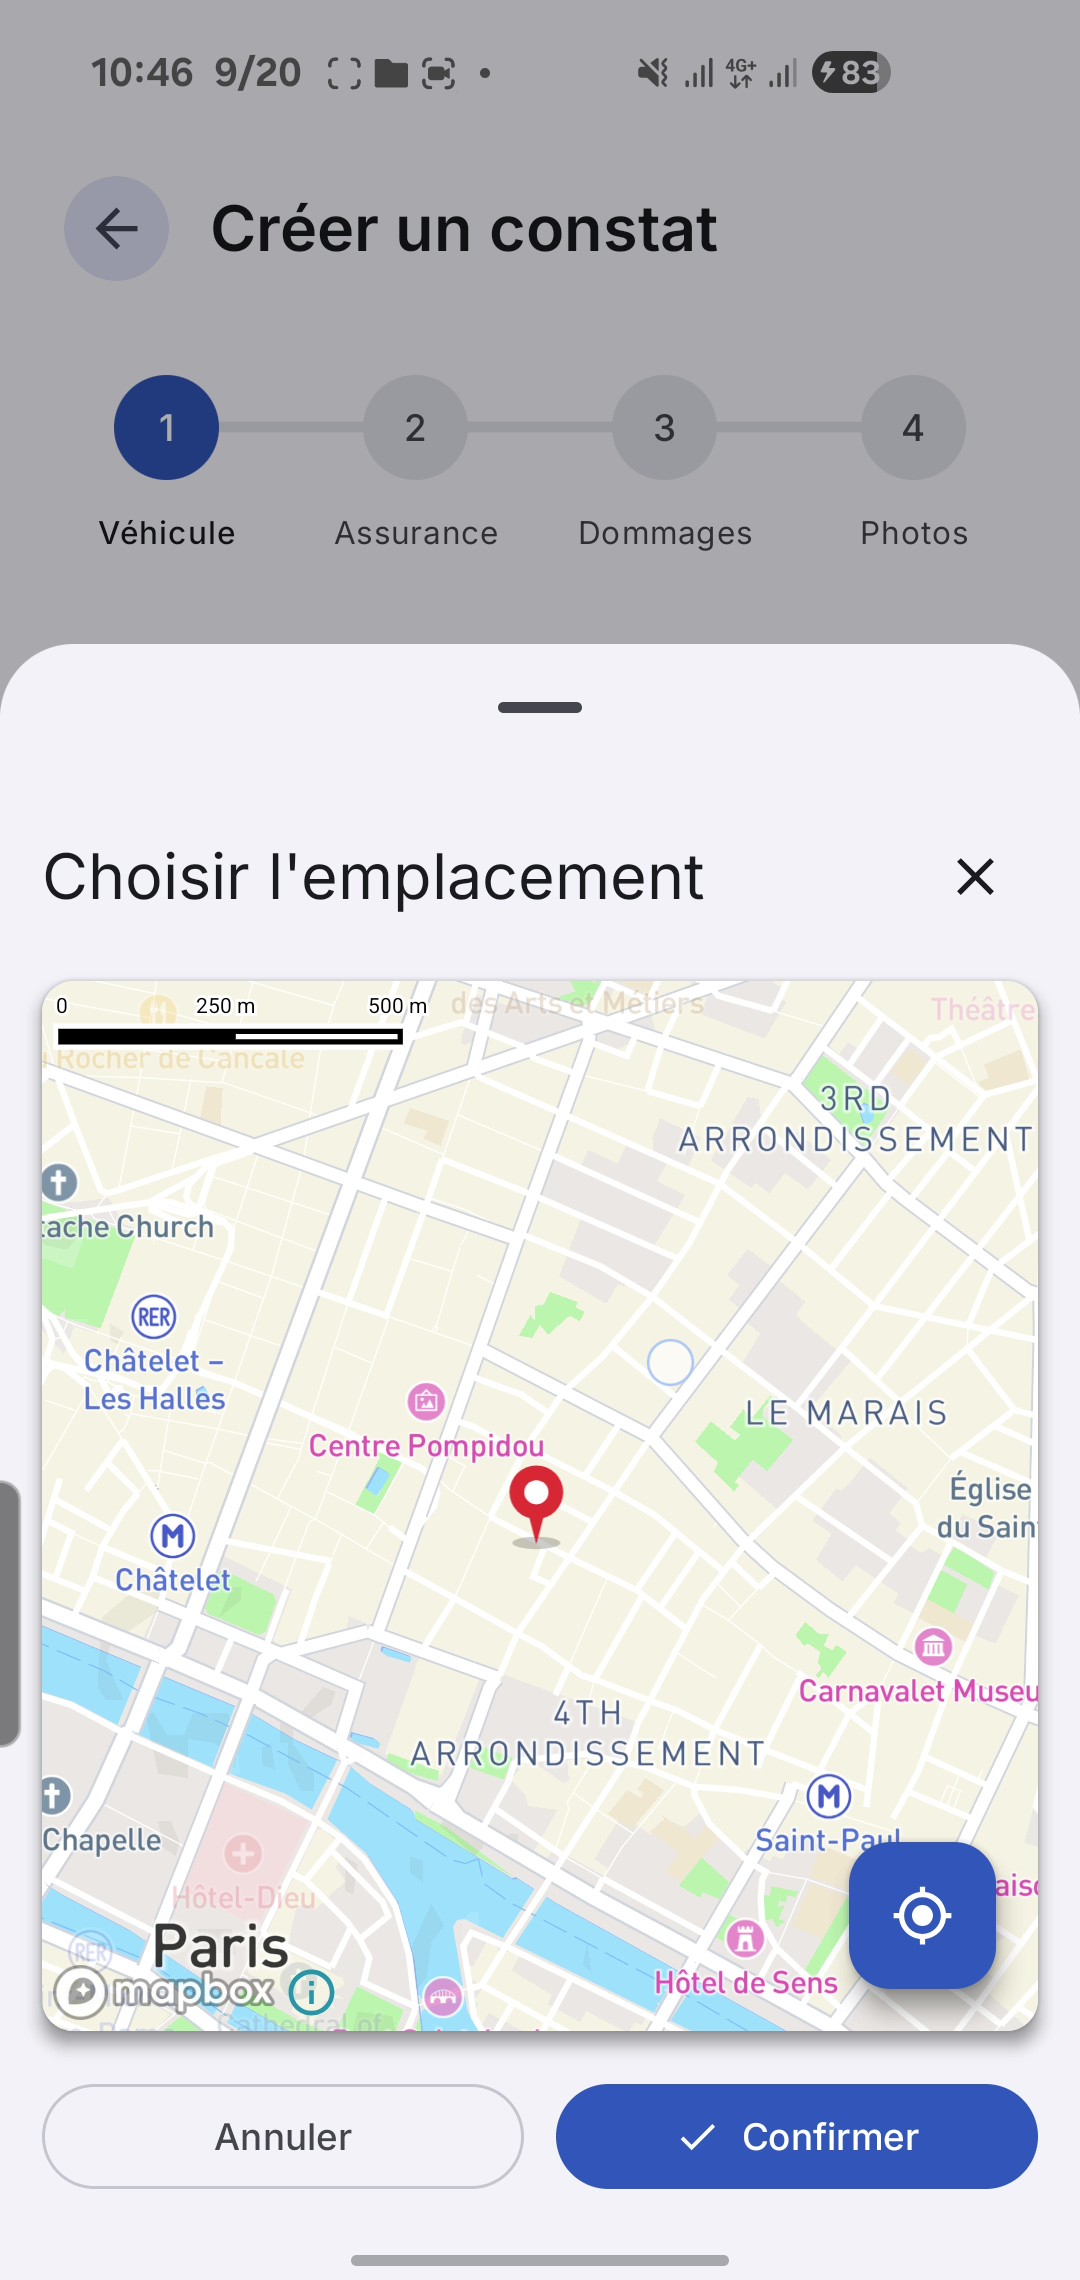 10:46 9/20
4G+
83
Créer un constat
1
2
3
4
Véhicule
Assurance
Dommages
Photos
Choisir l'emplacement
0
250 m
500 m
des Arts et Métiers
Théâtre
Rocher de Cancale
3RD
ARRONDISSEMENT
tache Church
RER
Châtelet –
Les Halles
LE MARAIS
Centre Pompidou
Église
du Saint
M
Châtelet
Carnavalet Museu
4TH
ARRONDISSEMENT
M
Saint-Paul
Chapelle
Hôtel-Dieu
Paris
RER
Hôtel de Sens
mapbox
Cathedral of
Annuler
Confirmer